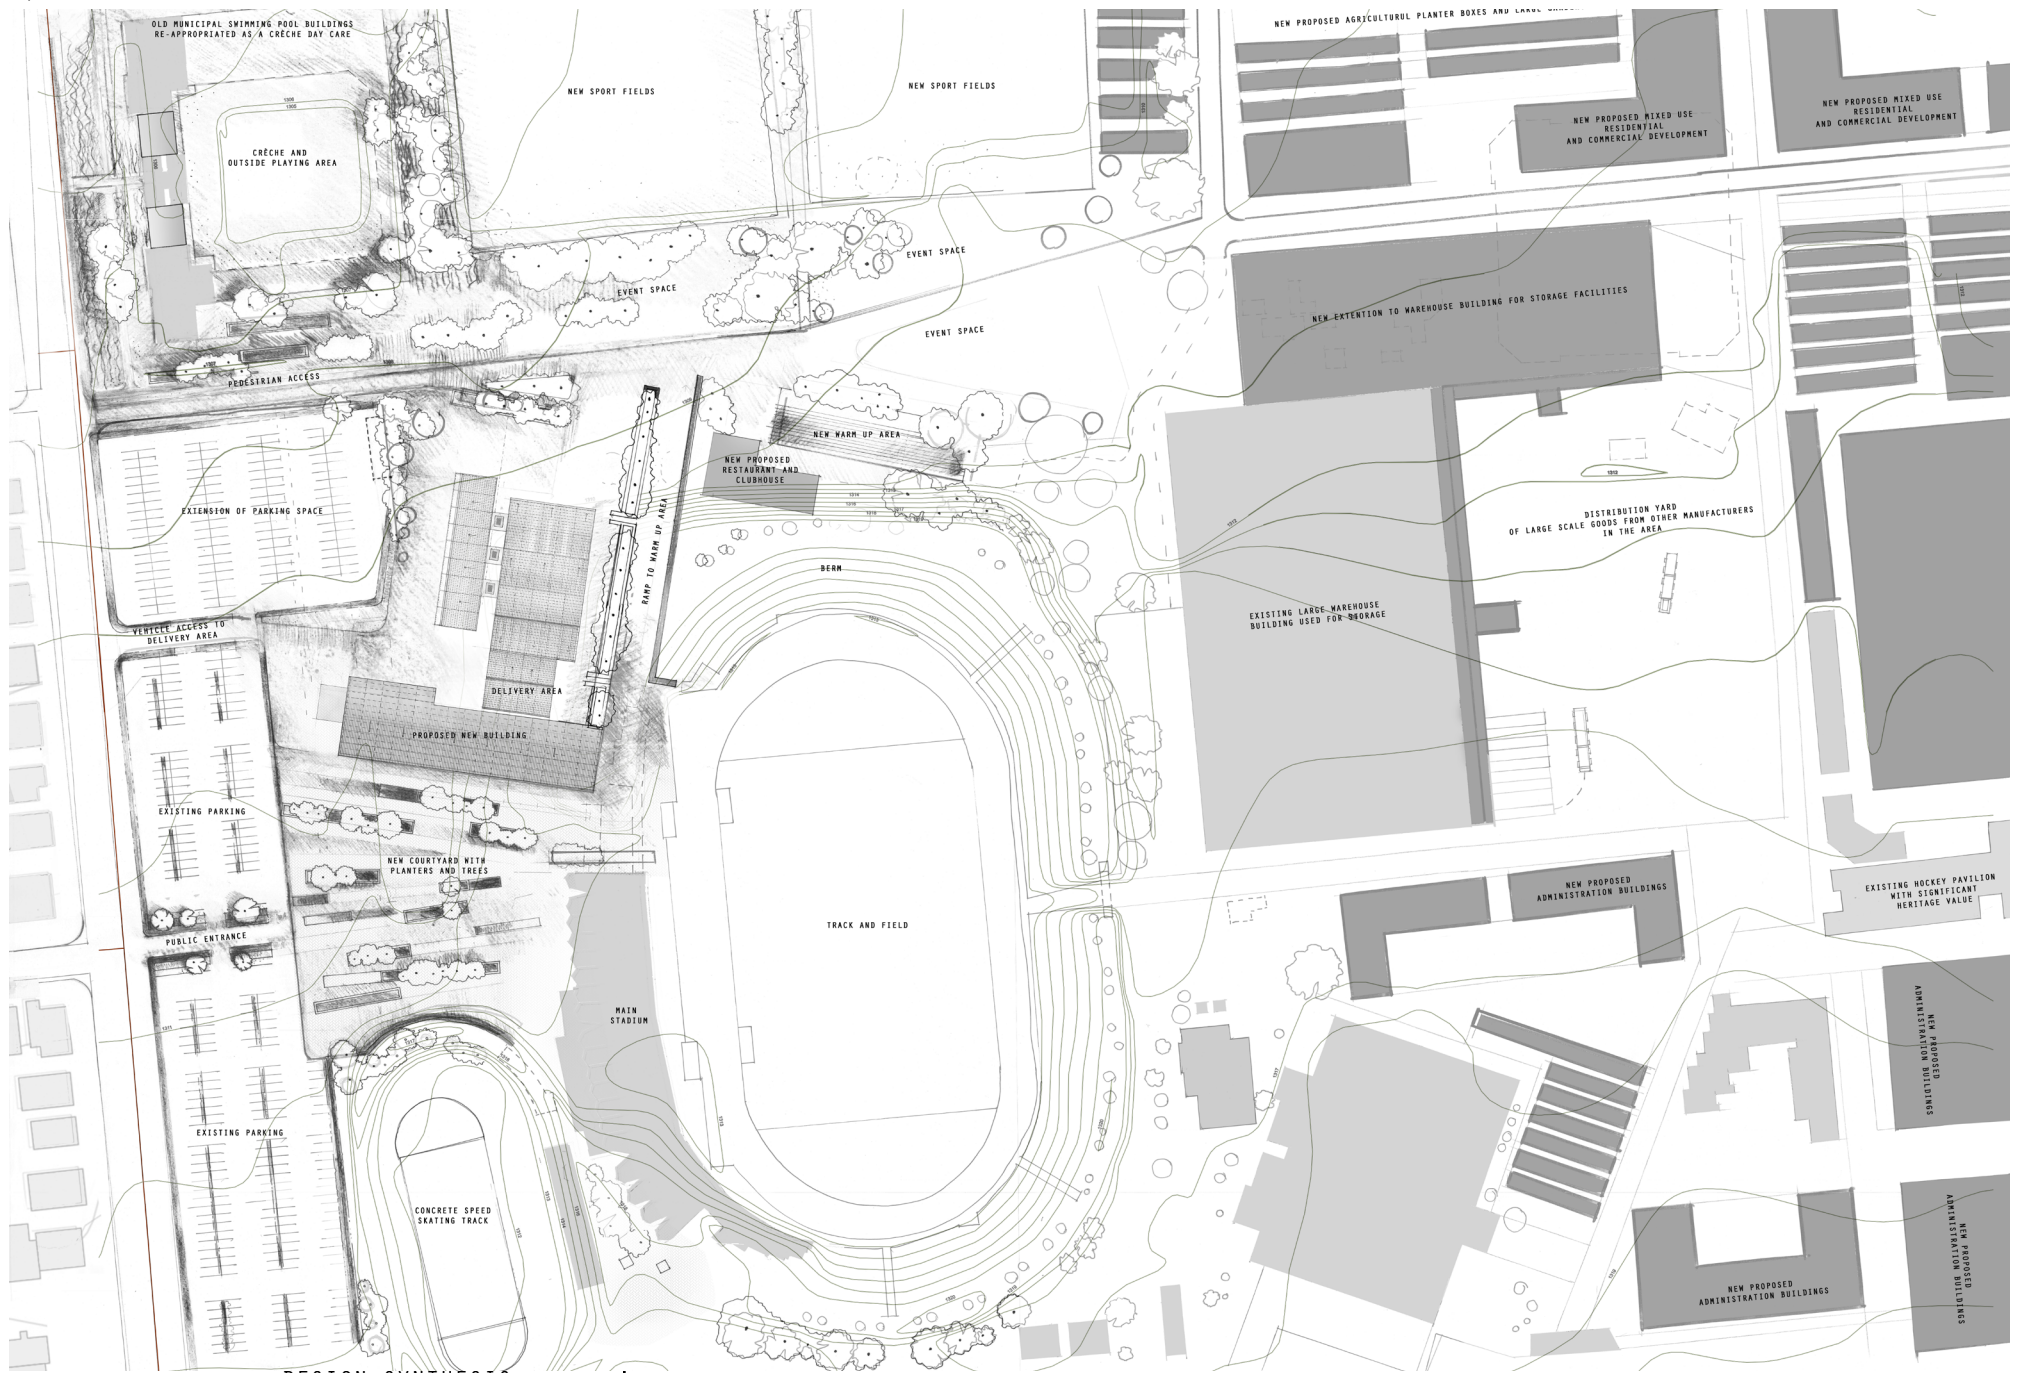 OLD MUNICIPAL SWIMMING POOL BUILDINGS
RE-APPROPRIATED AS A CRÊCHE DAY CARE
NEW PROPOSED AGRICULTURUL PLANTER BOXES AND LARGE
NEW SPORT FIELDS
NEW SPORT FIELDS
NEW PROPOSED MIXED USE
RESIDENTIAL
AND COMMERCIAL DEVELOPMENT
NEW PROPOSED MIXED USE
RESIDENTIAL
AND COMMERCIAL DEVELOPMENT
CRÊCHE AND
OUTSIDE PLAYING AREA
EVENT SPACE
EVENT SPACE
EVENT SPACE
NEW EXTENTION TO WAREHOUSE BUILDING FOR STORAGE FACILITIES
PEDESTRIAN ACCESS
NEW WARM UP AREA
NEW PROPOSED
RESTAURANT AND
CLUBHOUSE
EXTENSION OF PARKING SPACE
RAMP TO WARM UP AREA
1312
1312
DISTRIBUTION YARD
OF LARGE SCALE GOODS FROM OTHER MANUFACTURERS
IN THE AREA
BERM
EXISTING LARGE WAREHOUSE
BUILDING USED FOR STORAGE
VEHICLE ACCESS TO
DELIVERY AREA
DELIVERY AREA
PROPOSED NEW BUILDING
EXISTING PARKING
NEW COURTYARD WITH
PLANTERS AND TREES
NEW PROPOSED
ADMINISTRATION BUILDINGS
EXISTING HOCKEY PAVILION
WITH SIGNIFICANT
HERITAGE VALUE
PUBLIC ENTRANCE
TRACK AND FIELD
MAIN
STADIUM
NEW PROPOSED
ADMINISTRATION BUILDINGS
1311
EXISTING PARKING
CONCRETE SPEED
SKATING TRACK
NEW PROPOSED
ADMINISTRATION BUILDINGS
NEW PROPOSED
ADMINISTRATION BUILDINGS
DESIGN SYNTHESIS